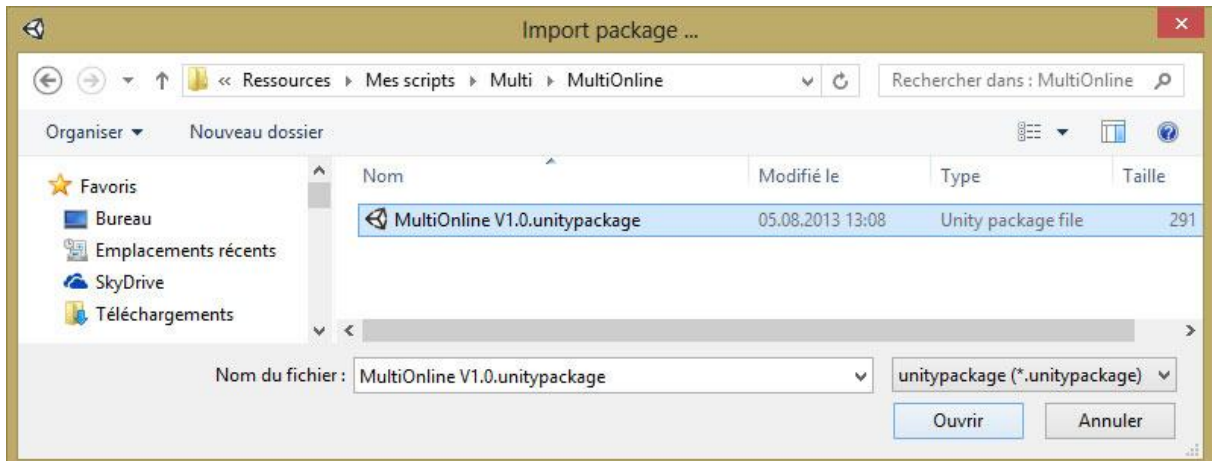 Import package ...
« Ressources Mes scripts Multi MultiOnline Rechercher dans : MultiOnline
Organiser Nouveau dossier
Favoris
Bureau
Emplacements récents
SkyDrive
Téléchargements
Nom Modifié le Type Taille
MultiOnline V1.0.unitypackage 05.08.2013 13:08 Unity package file 291
Nom du fichier : MultiOnline V1.0.unitypackage unitypackage (*.unitypackage)
Ouvrir Annuler